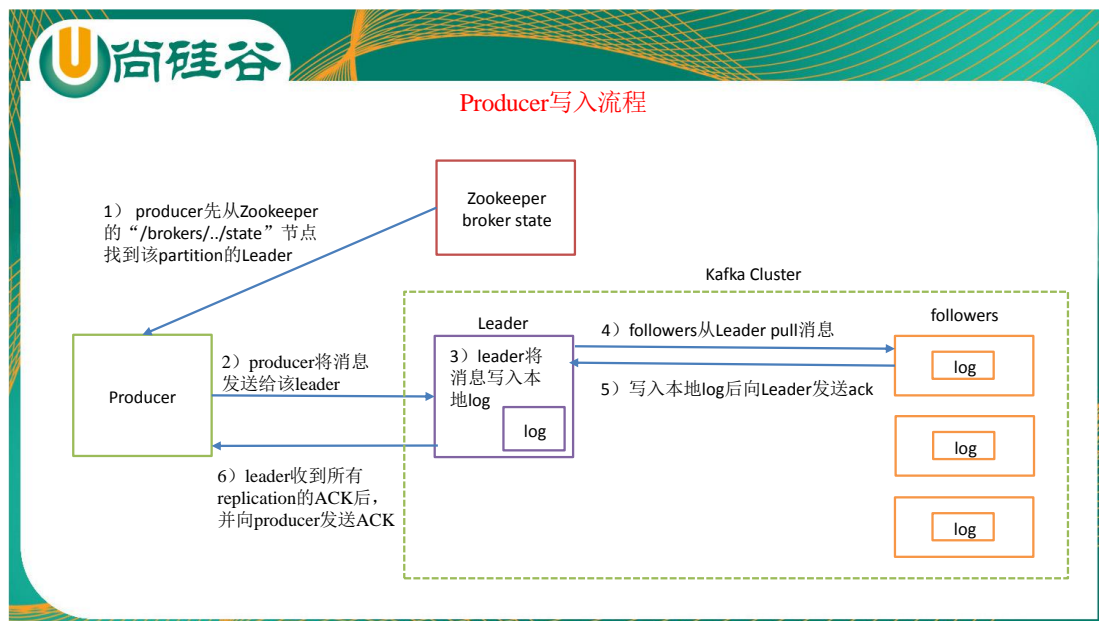 尚硅谷
Producer写入流程
Zookeeper
broker state
1） producer先从Zookeeper
的“/brokers/../state”节点
找到该partition的Leader
Kafka Cluster
Leader
followers
4）followers从Leader pull消息
3）leader将
消息写入本
地log
log
2）producer将消息
发送给该leader
log
5）写入本地log后向Leader发送ack
Producer
log
log
6）leader收到所有
replication的ACK后，
并向producer发送ACK
log